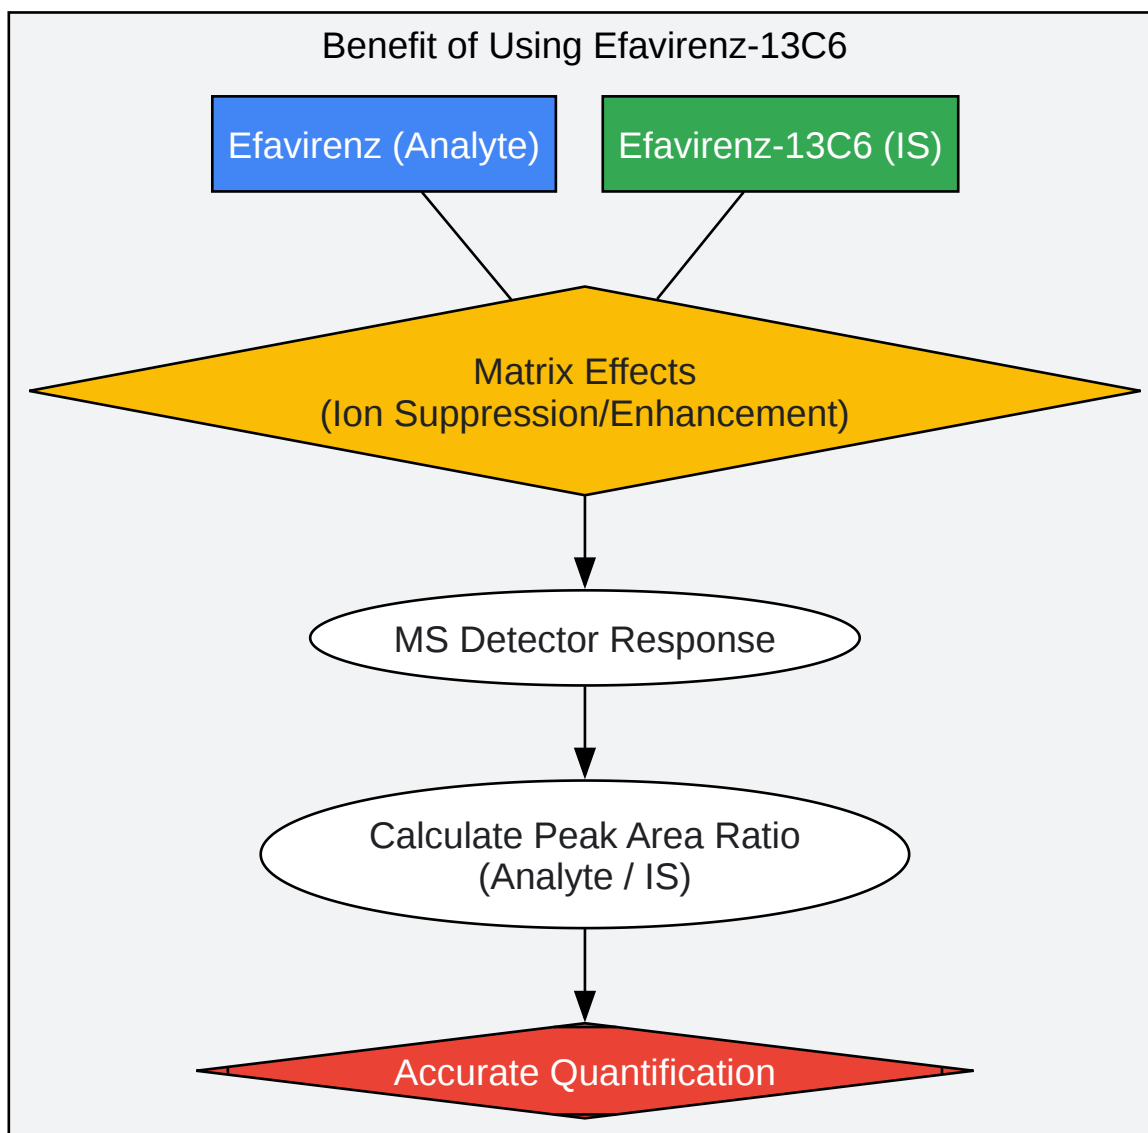 Benefit of Using Efavirenz-13C6
Efavirenz (Analyte)
Efavirenz-13C6 (IS)
Matrix Effects
(Ion Suppression/Enhancement)
MS Detector Response
Calculate Peak Area Ratio
(Analyte / IS)
Accurate Quantification